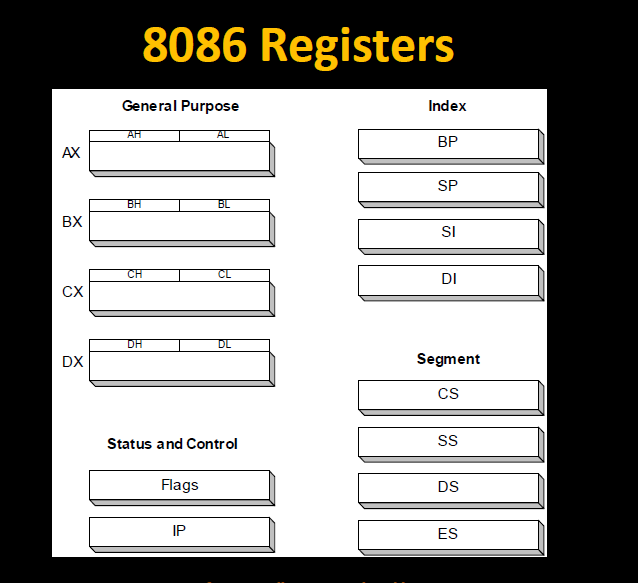 8086 Registers
General Purpose
AH AL
AX
BH BL
BX
CH CL
CX
DH DL
DX
Status and Control
Flags
IP
Index
BP
SP
SI
DI
Segment
CS
SS
DS
ES